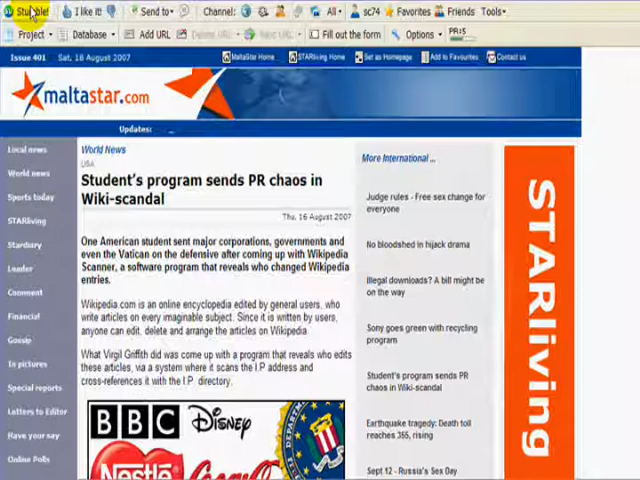 Stumble! I like it! Send to Channel: All sc74 Favorites Friends Tools
Project Database Add URL Fill out the form Options PR:5
Issue 401 Sat, 18 August 2007 MaltaStar Home STARliving Home Set as Homepage Add to Favourites Contact us
maltastar.com
Updates: _
Local news
World news
Sports today
STARliving
Stardiary
Leader
Comment
Financial
Gossip
In pictures
Special reports
Letters to Editor
Have your say
Online Polls
World News
USA
Student's program sends PR chaos in
Wiki-scandal
Thu, 16 August 2007
One American student sent major corporations, governments and
even the Vatican on the defensive after coming up with Wikipedia
Scanner, a software program that reveals who changed Wikipedia
entries.
Wikipedia.com is an online encyclopedia edited by general users, who
write articles on every imaginable subject. Since it is written by users,
anyone can edit, delete and arrange the articles on Wikipedia
What Virgil Griffith did was come up with a program that reveals who edits
these articles, via a system where it scans the I.P address and
cross-references it with the I.P. directory.
BBC Disney
Nestlé Coca-Cola DEPARTM
More International ...
Judge rules - Free sex change for
everyone
No bloodshed in hijack drama
Illegal downloads? A bill might be
on the way
Sony goes green with recycling
program
Student's program sends PR
chaos in Wiki-scandal
Earthquake tragedy: Death toll
reaches 365, rising
Sept 12 - Russia's Sex Day
STARliving